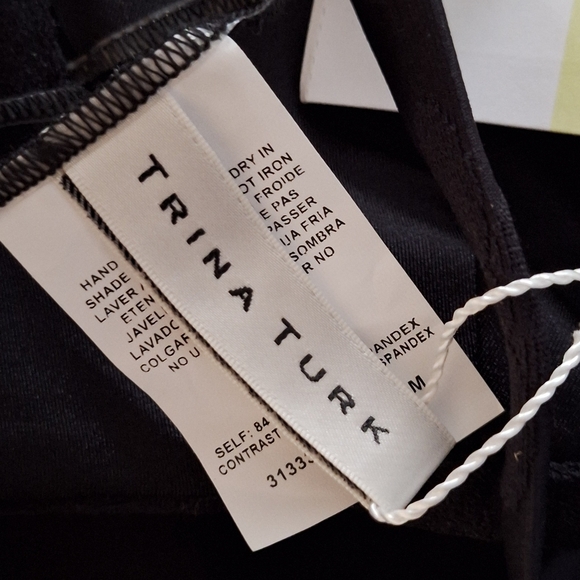 TRINA TURK
HAND DRY IN
SHADE OT IRON
LAVER FROIDE
ETEN E PAS
JAVEL PASSER
LAVADO UA FRIA
COLGAR SOMBRA
NO U R NO
SELF: 84 ANDEX
CONTRAST SPANDEX
3133 M